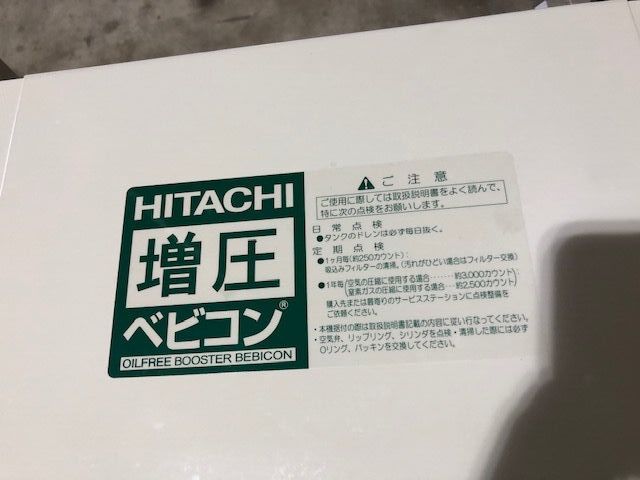 HITACHI
増圧
ベビコン®
OILFREE BOOSTER BEBICON
ご注意
ご使用に際しては取扱説明書をよく読んで、
特に次の点検をお願いします。
日常点検
●タンクのドレンは必ず毎日抜く。
定期点検
●1ヶ月毎(約250カウント):
吸込みフィルターの清掃。(汚れがひどい場合はフィルター交換)
●1年毎/空気の圧縮に使用する場合……約3,000カウント\:
\窒素ガスの圧縮に使用する場合……約2,500カウント/
購入先または最寄りのサービスステーションに点検整備を
ご依頼ください。
・本機据付の際は取扱説明書記載の内容に従い行なってください。
・空気弁、リップリング、シリンダを点検・清掃した際には必ず
Oリング、パッキンを交換してください。